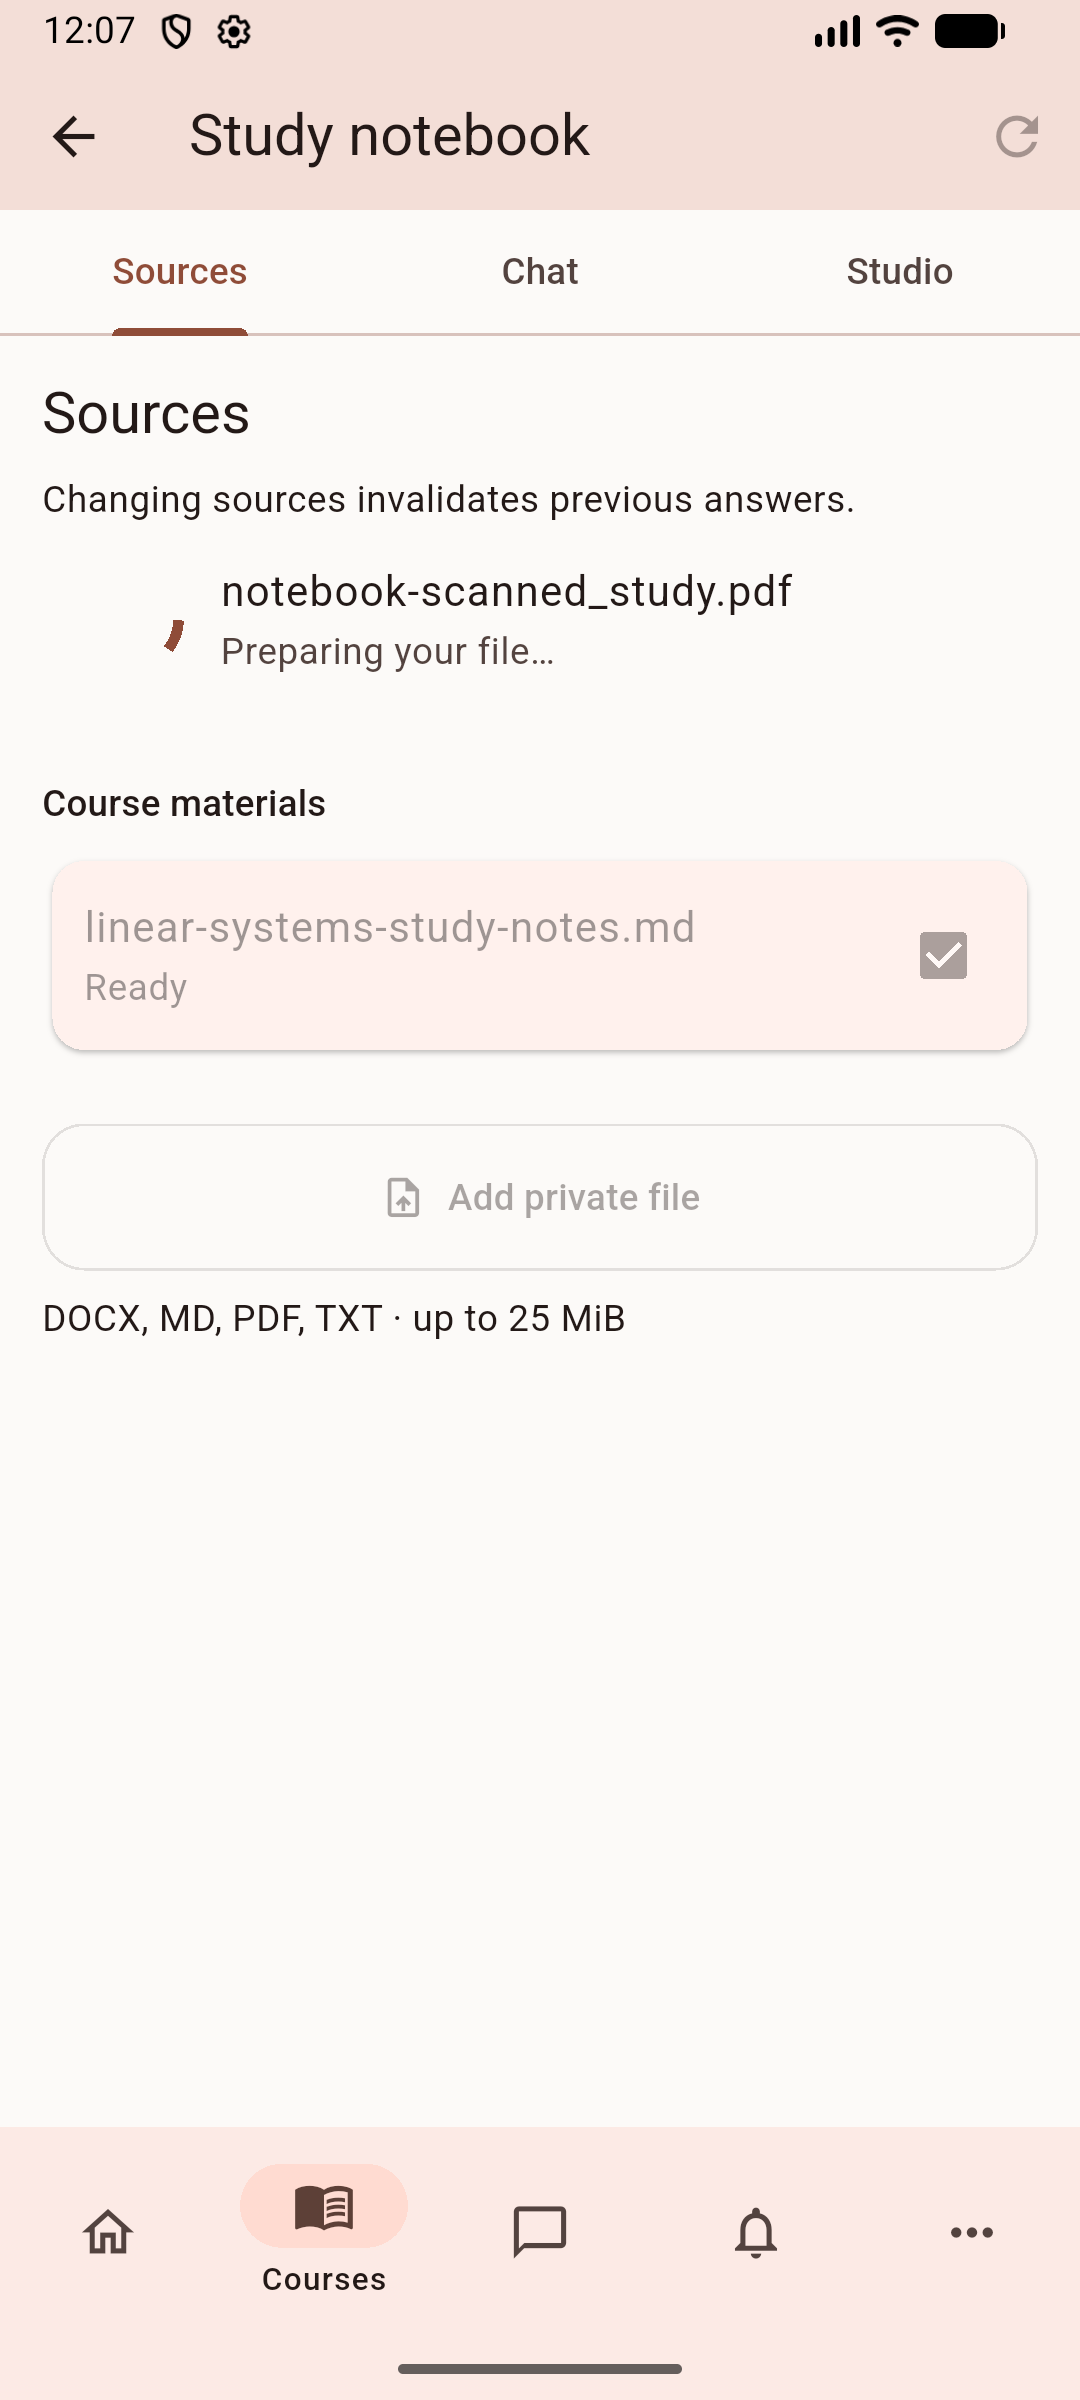 12:07
Study notebook
Sources
Chat
Studio
Sources
Changing sources invalidates previous answers.
notebook-scanned_study.pdf
Preparing your file…
Course materials
linear-systems-study-notes.md
Ready
Add private file
DOCX, MD, PDF, TXT · up to 25 MiB
Courses